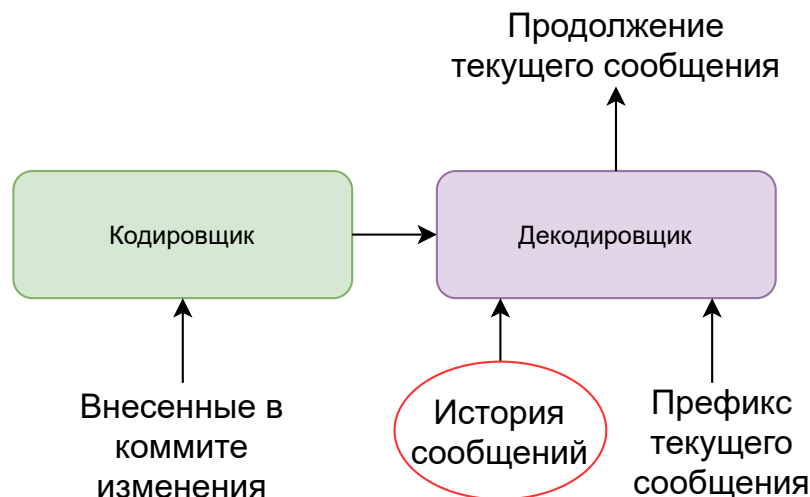 Продолжение
текущего сообщения
Кодировщик
Декодировщик
Внесенные в
коммите
изменения
История
сообщений
Префикс
текущего
сообщения